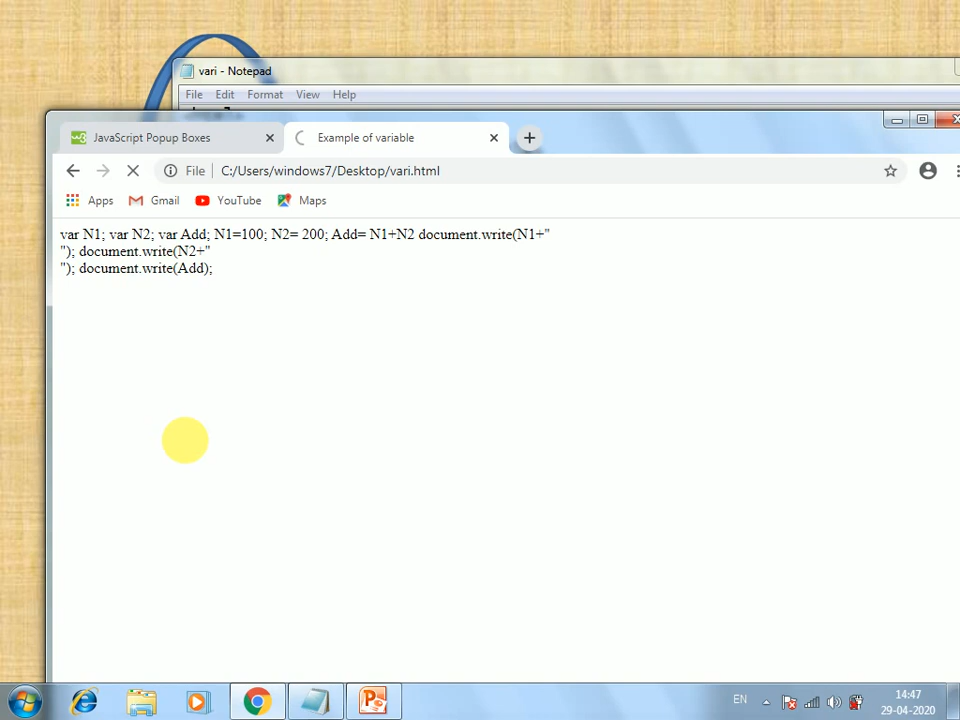 vari - Notepad
File Edit Format View Help
JavaScript Popup Boxes
Example of variable
File C:/Users/windows7/Desktop/vari.html
Apps Gmail YouTube Maps
var N1; var N2; var Add; N1=100; N2= 200; Add= N1+N2 document.write(N1+"
"); document.write(N2+"
"); document.write(Add);
EN
14:47
29-04-2020